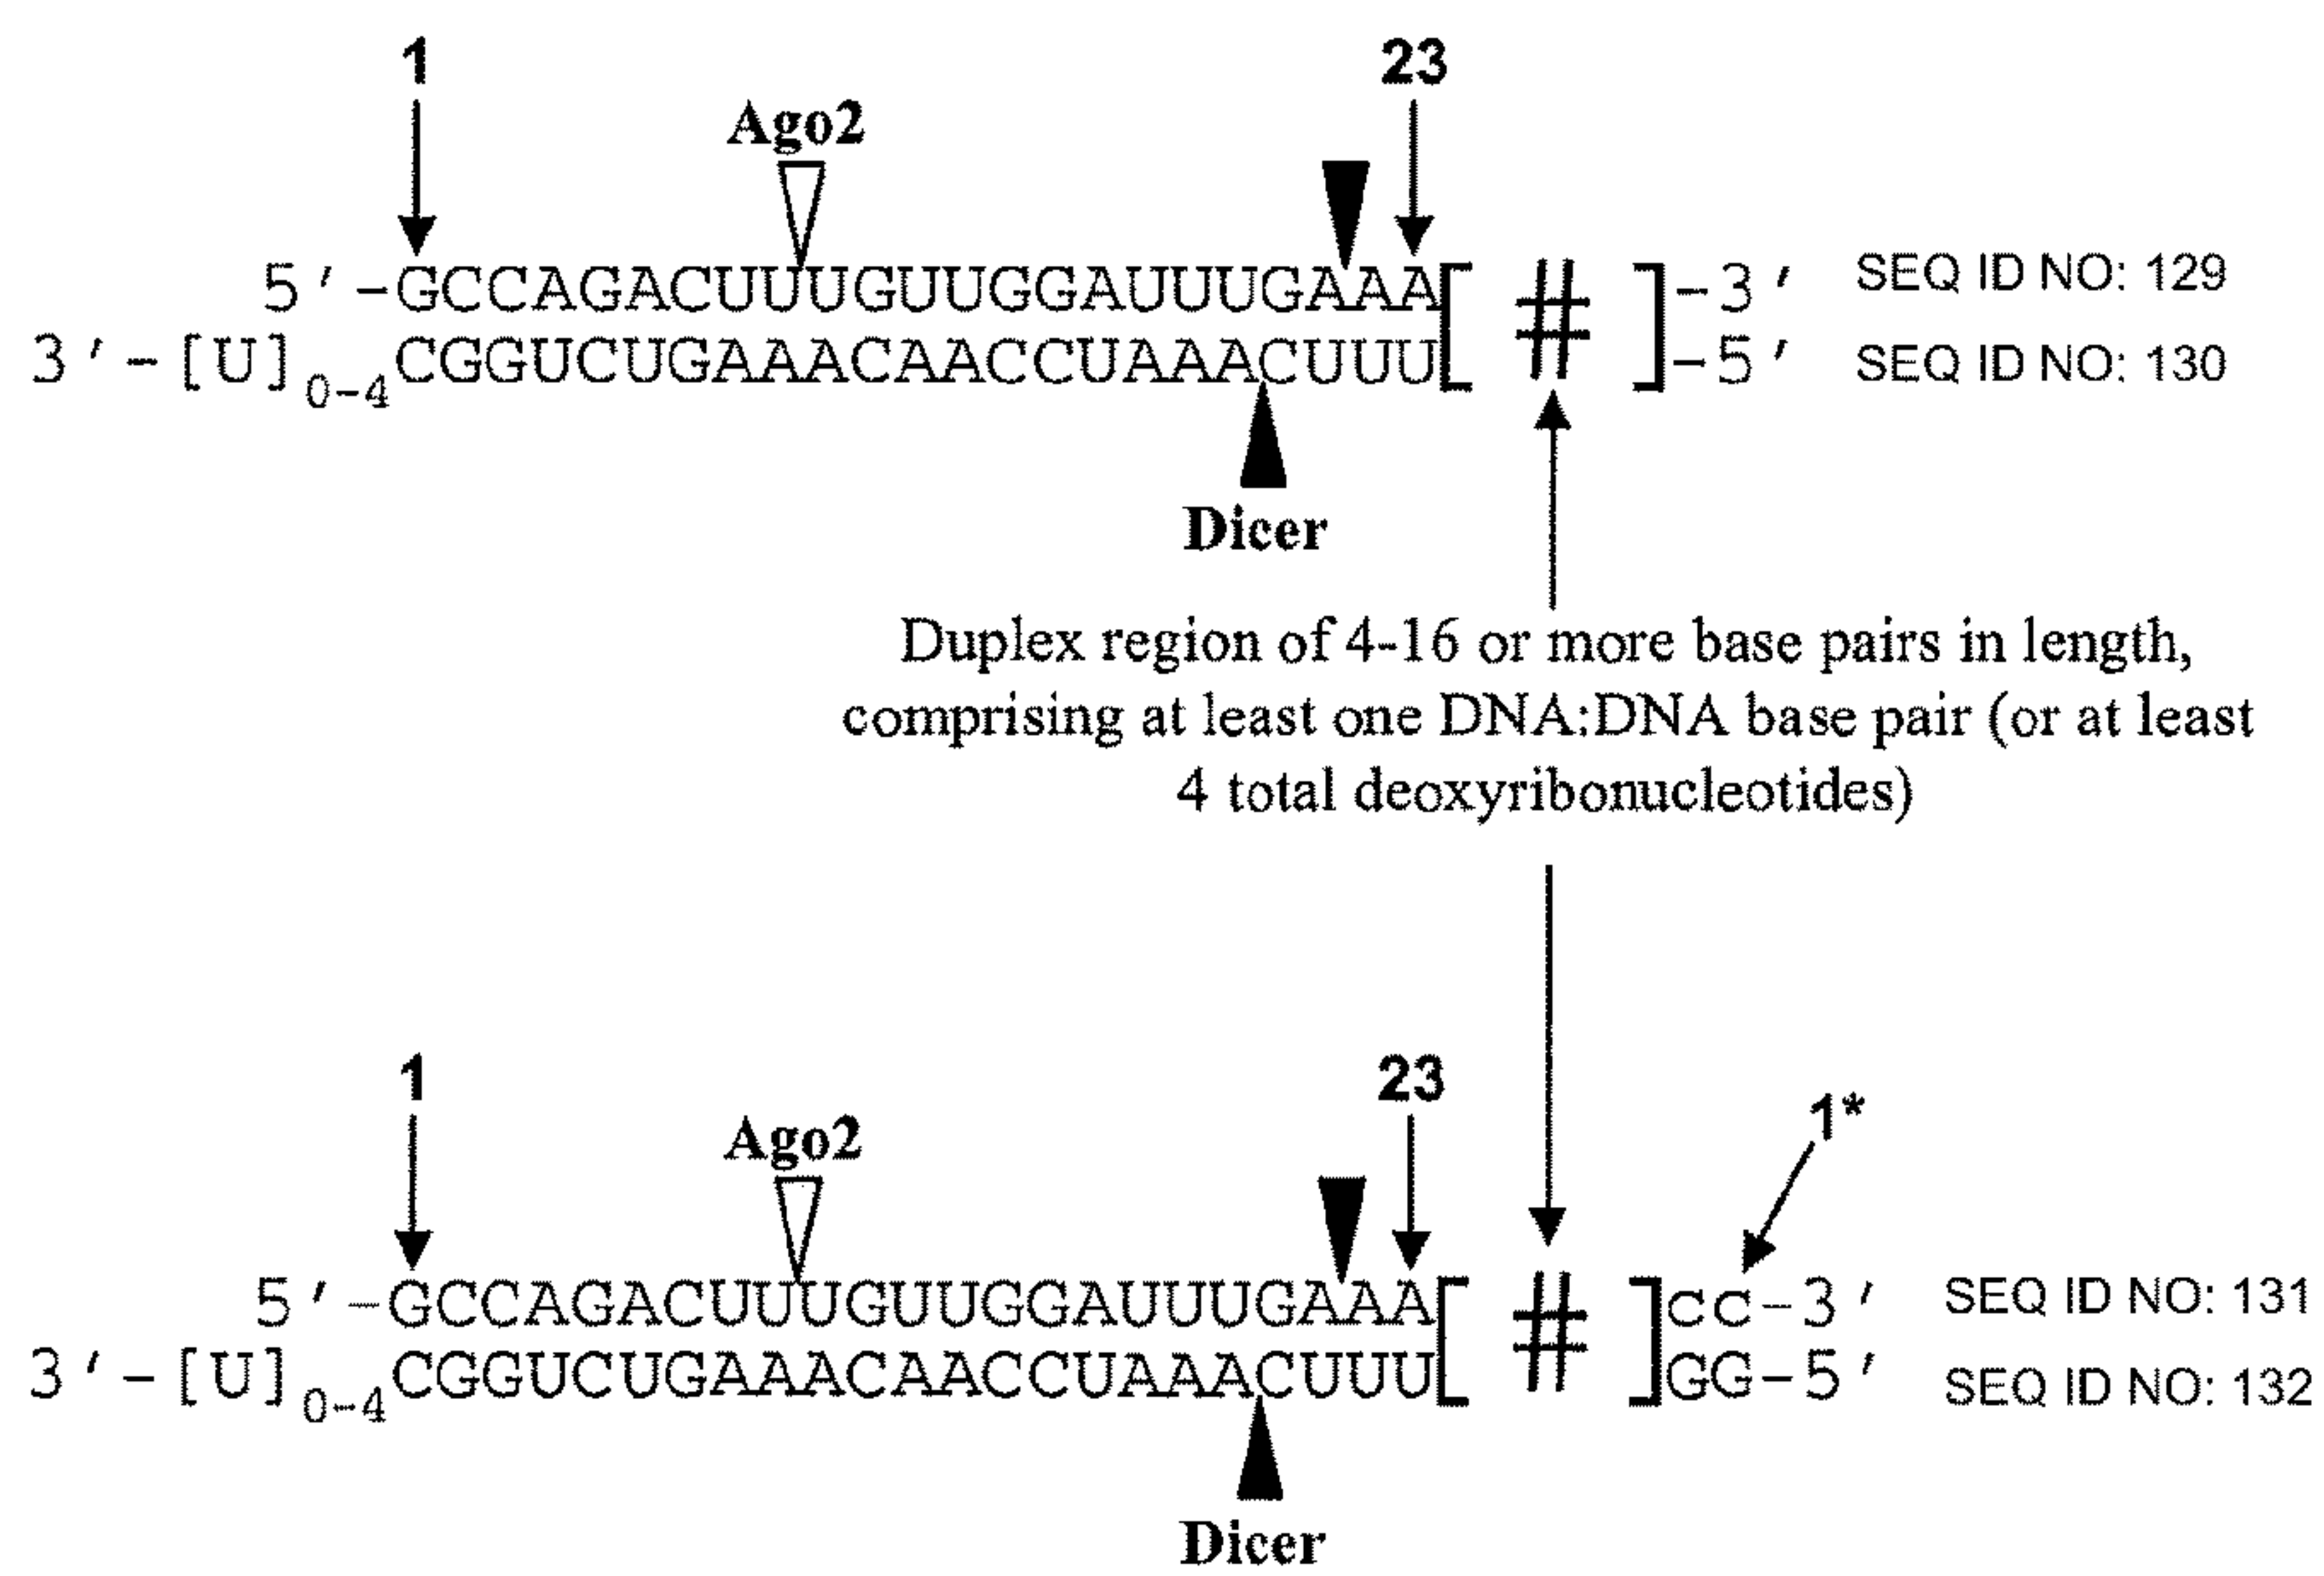 1 23
Ago2
5'-GCCAGACUUUGUUGGAUUUGAAA[ # ]-3' SEQ ID NO: 129
3'-[U]0-4CGGUCUGAAACAACCUAAACUUU[ # ]-5' SEQ ID NO: 130
Dicer
Duplex region of 4-16 or more base pairs in length,
comprising at least one DNA:DNA base pair (or at least
4 total deoxyribonucleotides)
1 23 1*
Ago2
5'-GCCAGACUUUGUUGGAUUUGAAA[ # ]cc-3' SEQ ID NO: 131
3'-[U]0-4CGGUCUGAAACAACCUAAACUUU[ # ]GG-5' SEQ ID NO: 132
Dicer